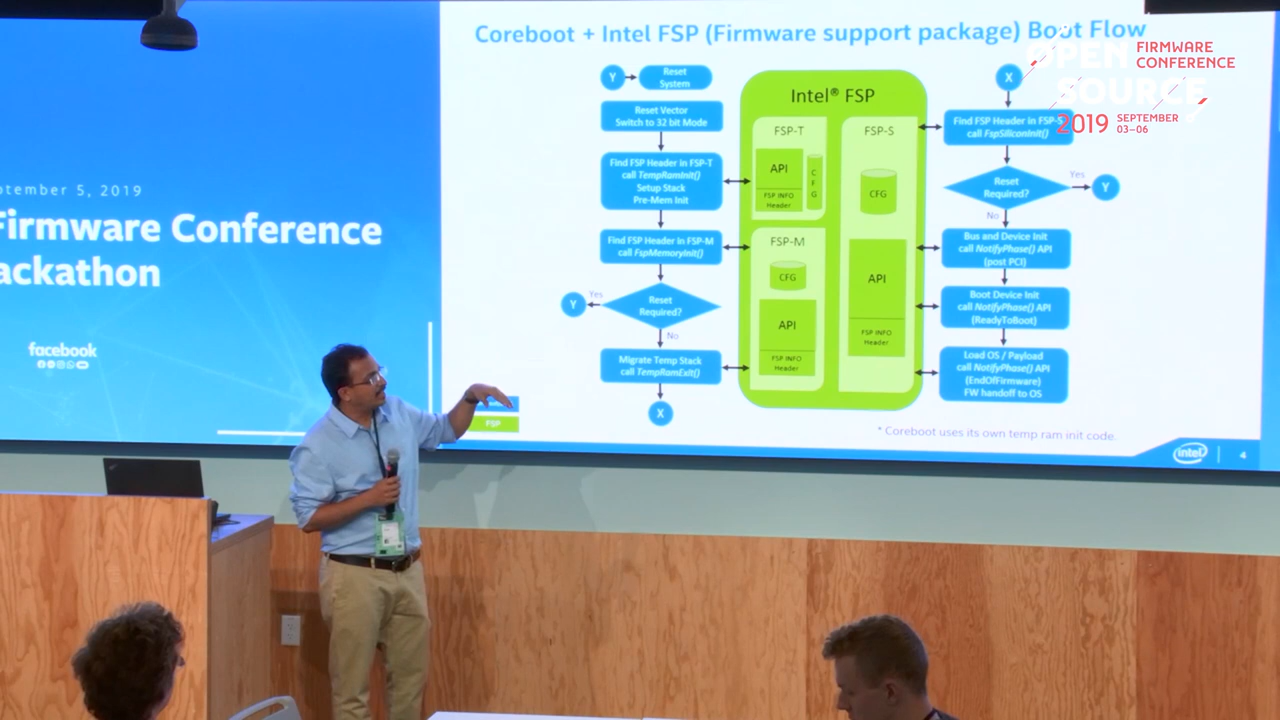 ptember 5, 2019
Firmware Conference
ackathon
facebook
Coreboot + Intel FSP (Firmware support package) Boot Flow
OPEN
SOURCE
FIRMWARE
CONFERENCE
2019
SEPTEMBER
03–06
Y
Reset
System
Reset Vector
Switch to 32 bit Mode
Find FSP Header in FSP-T
call TempRamInit()
Setup Stack
Pre-Mem Init
Find FSP Header in FSP-M
call FspMemoryInit()
Y
Yes
Reset
Required?
No
Migrate Temp Stack
call TempRamExit()
X
Intel® FSP
FSP-T
API
FSP INFO
Header
C
F
G
FSP-M
CFG
API
FSP INFO
Header
FSP-S
CFG
API
FSP INFO
Header
X
Find FSP Header in FSP-S
call FspSiliconInit()
Reset
Required?
Yes
Y
No
Bus and Device Init
call NotifyPhase() API
(post PCI)
Boot Device Init
call NotifyPhase() API
(ReadyToBoot)
Load OS / Payload
call NotifyPhase() API
(EndOfFirmware)
FW handoff to OS
FSP
* Coreboot uses its own temp ram init code.
intel
4